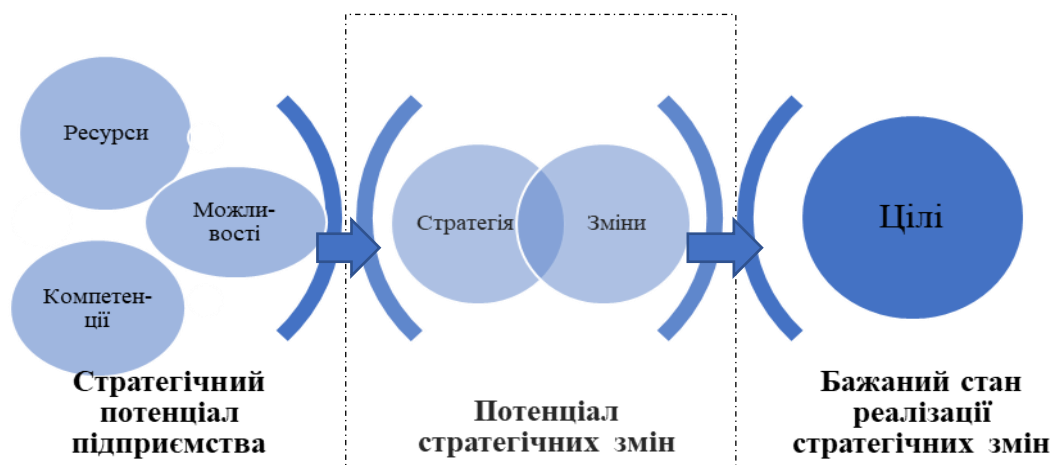 Ресурси
Можли-
вості
Компетен-
ції
Стратегічний
потенціал
підприємства
Стратегія
Зміни
Потенціал
стратегічних змін
Цілі
Бажаний стан
реалізації
стратегічних змін